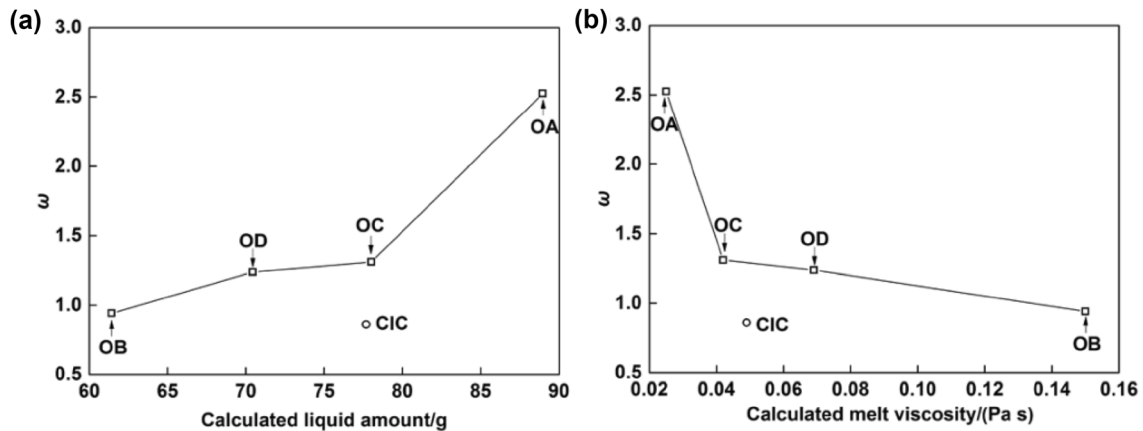 (a)
3.0
2.5
2.0
1.5
1.0
0.5
ω
OA
OC
OD
OB
CIC
60 65 70 75 80 85 90
Calculated liquid amount/g
(b)
3.0
2.5
2.0
1.5
1.0
0.5
ω
OA
OC
OD
CIC
OB
0.02 0.04 0.06 0.08 0.10 0.12 0.14 0.16
Calculated melt viscosity/(Pa s)